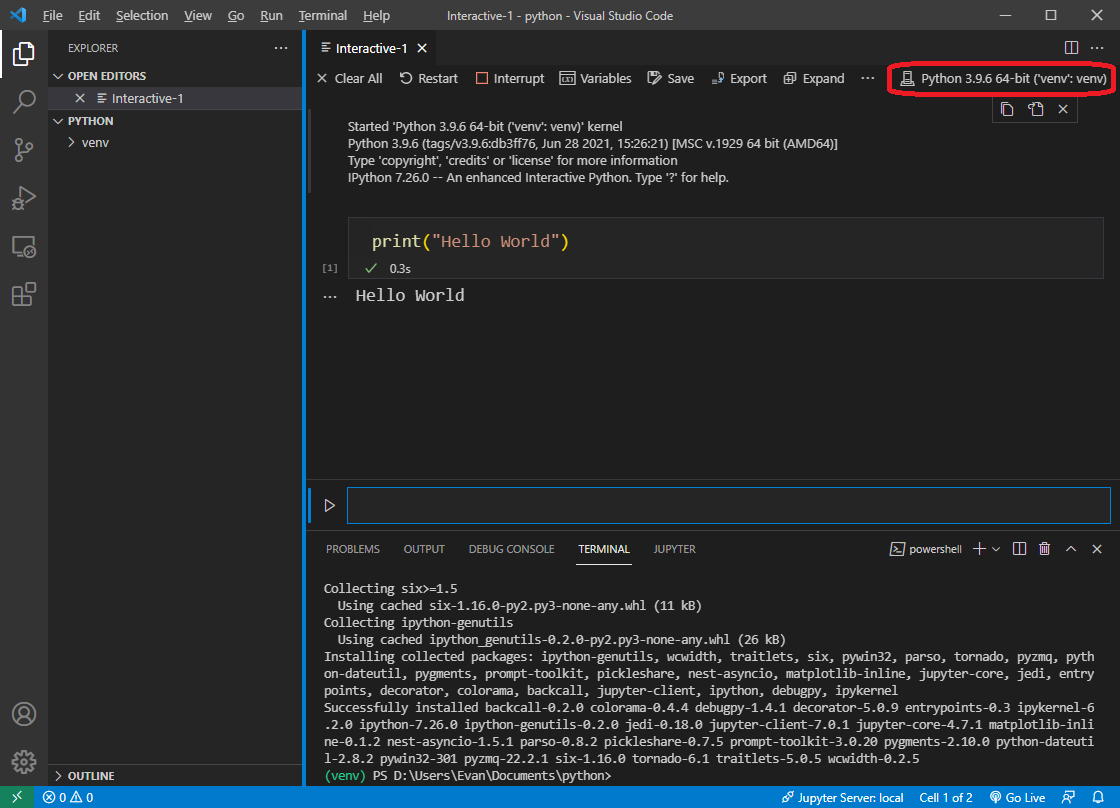 File Edit Selection View Go Run Terminal Help Interactive-1 - python - Visual Studio Code
EXPLORER
OPEN EDITORS
Interactive-1
PYTHON
venv
OUTLINE
Interactive-1
Clear All Restart Interrupt Variables Save Export Expand Python 3.9.6 64-bit ('venv': venv)
Started 'Python 3.9.6 64-bit ('venv': venv)' kernel
Python 3.9.6 (tags/v3.9.6:db3ff76, Jun 28 2021, 15:26:21) [MSC v.1929 64 bit (AMD64)]
Type 'copyright', 'credits' or 'license' for more information
IPython 7.26.0 -- An enhanced Interactive Python. Type '?' for help.
print("Hello World")
[1] 0.3s
Hello World
PROBLEMS OUTPUT DEBUG CONSOLE TERMINAL JUPYTER powershell
Collecting six>=1.5
Using cached six-1.16.0-py2.py3-none-any.whl (11 kB)
Collecting ipython-genutils
Using cached ipython_genutils-0.2.0-py2.py3-none-any.whl (26 kB)
Installing collected packages: ipython-genutils, wcwidth, traitlets, six, pywin32, parso, tornado, pyzmq, pyth
on-dateutil, pygments, prompt-toolkit, pickleshare, nest-asyncio, matplotlib-inline, jupyter-core, jedi, entry
points, decorator, colorama, backcall, jupyter-client, ipython, debugpy, ipykernel
Successfully installed backcall-0.2.0 colorama-0.4.4 debugpy-1.4.1 decorator-5.0.9 entrypoints-0.3 ipykernel-6
.2.0 ipython-7.26.0 ipython-genutils-0.2.0 jedi-0.18.0 jupyter-client-7.0.1 jupyter-core-4.7.1 matplotlib-inli
ne-0.1.2 nest-asyncio-1.5.1 parso-0.8.2 pickleshare-0.7.5 prompt-toolkit-3.0.20 pygments-2.10.0 python-dateuti
l-2.8.2 pywin32-301 pyzmq-22.2.1 six-1.16.0 tornado-6.1 traitlets-5.0.5 wcwidth-0.2.5
(venv) PS D:\Users\Evan\Documents\python>
0 0 Jupyter Server: local Cell 1 of 2 Go Live